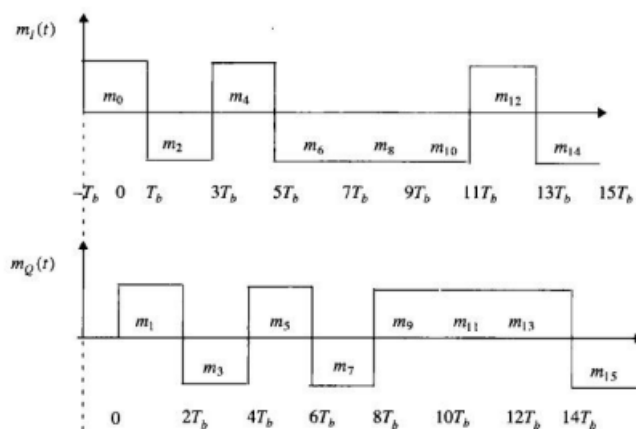 m_I(t)
m_0 m_4 m_12
m_2 m_6 m_8 m_10 m_14
-T_b 0 T_b 3T_b 5T_b 7T_b 9T_b 11T_b 13T_b 15T_b
m_Q(t)
m_1 m_5 m_9 m_11 m_13
m_3 m_7 m_15
0 2T_b 4T_b 6T_b 8T_b 10T_b 12T_b 14T_b